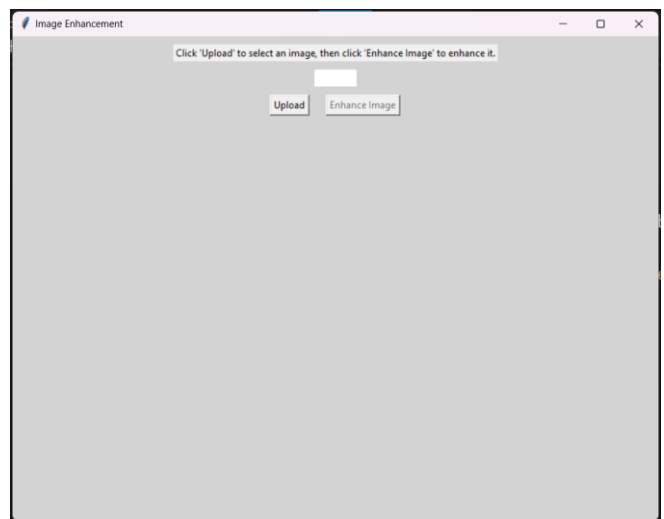 Image Enhancement
Click 'Upload' to select an image, then click 'Enhance Image' to enhance it.
Upload Enhance Image